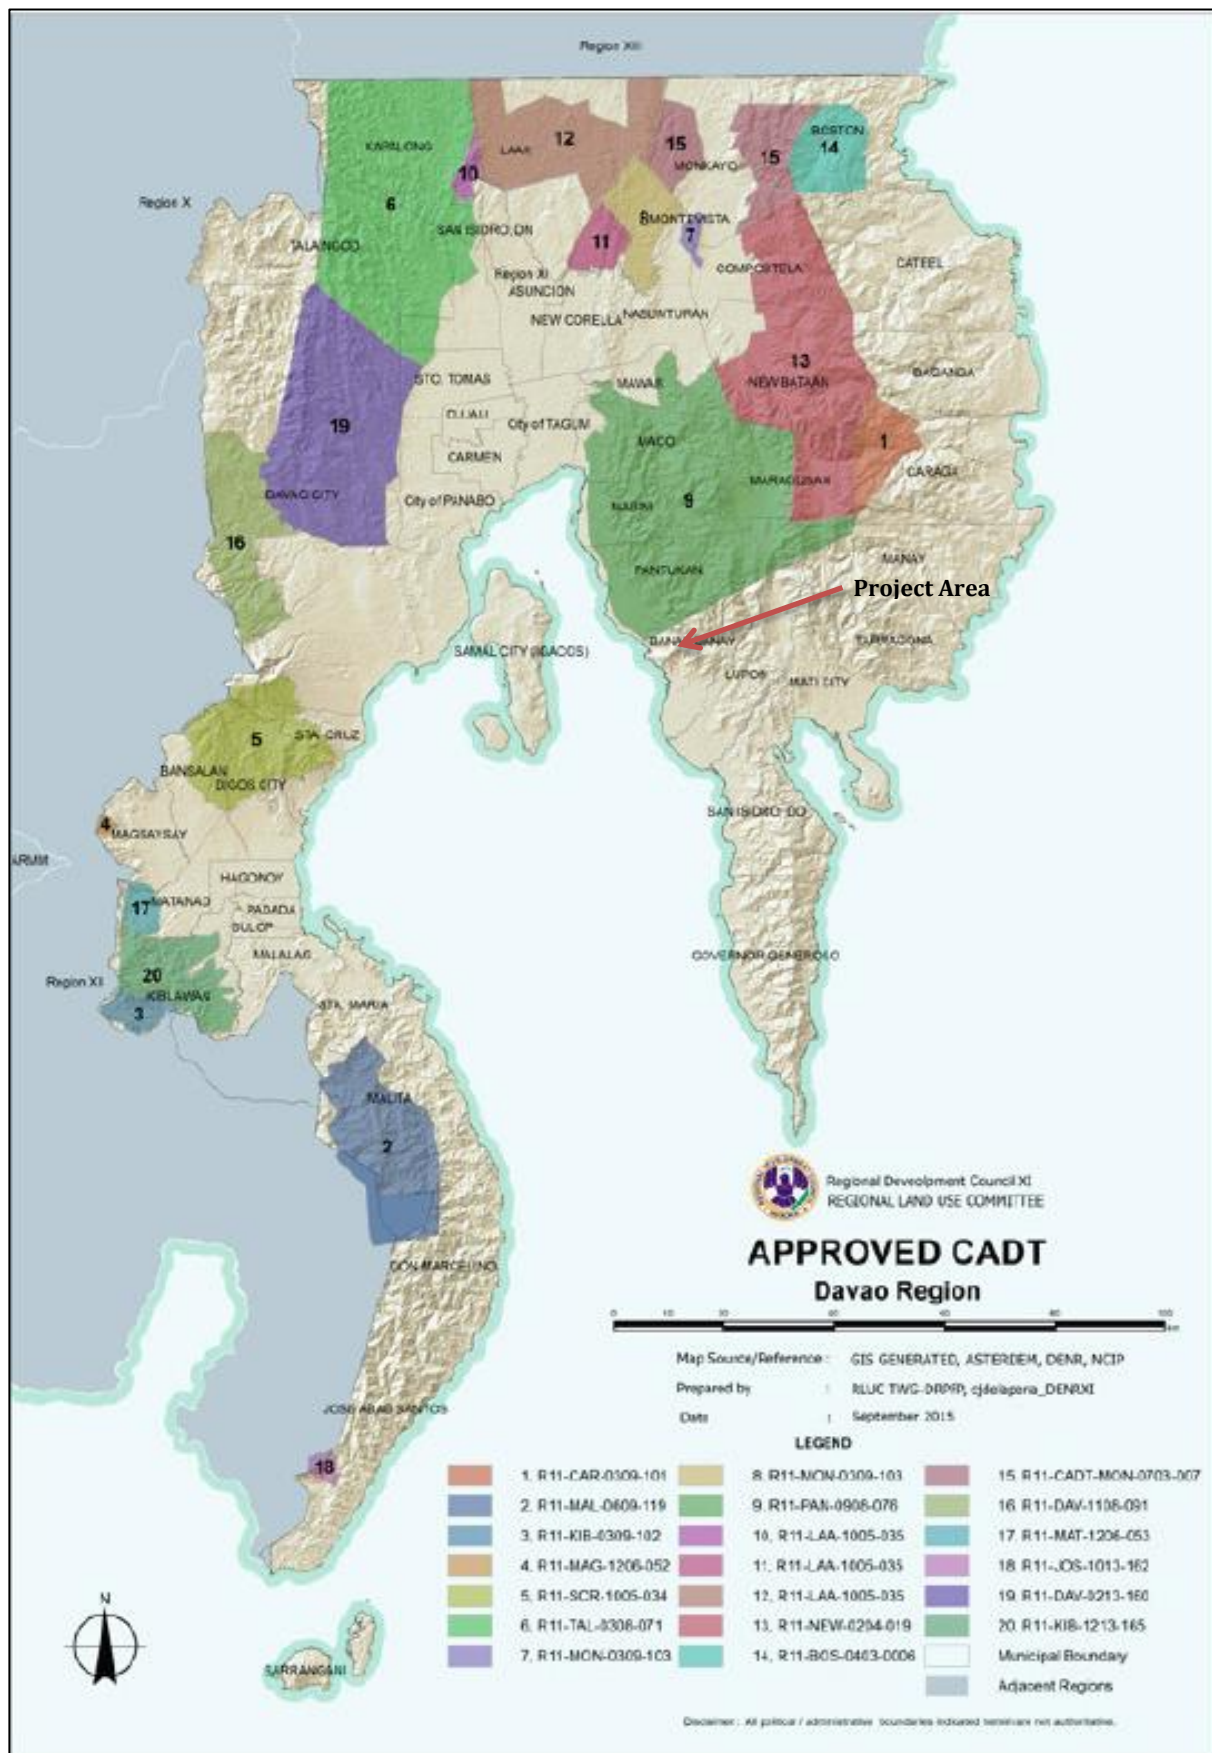 Region XIII
BOSTON
14
KAPALONG
LAAK
12
15
MONKAYO
15
10
Region X
6
SAN ISIDRO, DN
TALAINGOD
11
8
MONTEVISTA
7
CATEEL
COMPOSTELA
Region XI
ASUNCION
NEW CORELLA
NABUNTURAN
13
NEW BATAAN
BAGANGA
STO. TOMAS
MAWAB
DUJALI
City of TAGUM
19
MACO
1
CARMEN
CARAGA
MARAGUSAN
DAVAO CITY
City of PANABO
MABINI
9
16
MANAY
PANTUKAN
Project Area
TARRAGONA
SAMAL CITY (IGACOS)
LUPON
MATI CITY
5
STA. CRUZ
BANSALAN
DIGOS CITY
SAN ISIDRO, DO
4
MAGSAYSAY
ARMM
HAGONOY
17
MATANAO
PADADA
SULOP
MALALAG
GOVERNOR GENEROSO
Region XII
20
KIBLAWAN
STA. MARIA
3
MALITA
2
Regional Deveolpment Council XI
REGIONAL LAND USE COMMITTEE
APPROVED CADT
Davao Region
DON MARCELINO
Map Source/Reference : GIS GENERATED, ASTERDEM, DENR, NCIP
Prepared by : RLUC TWG-DRPFP, cjdelapena_DENRXI
Date : September 2015
JOSE ABAD SANTOS
18
LEGEND
1. R11-CAR-0309-101
8. R11-MON-0309-103
15. R11-CADT-MON-0703-007
2. R11-MAL-0609-119
9. R11-PAN-0908-076
16. R11-DAV-1108-091
3. R11-KIB-0309-102
10. R11-LAA-1005-035
17. R11-MAT-1206-053
4. R11-MAG-1206-052
11. R11-LAA-1005-035
18. R11-JOS-1013-162
5. R11-SCR-1005-034
12. R11-LAA-1005-035
19. R11-DAV-0213-160
6. R11-TAL-0308-071
13. R11-NEW-0204-019
20. R11-KIB-1213-165
7. R11-MON-0309-103
14. R11-BOS-0403-0006
Municipal Boundary
Adjacent Regions
N
SARRANGANI
Disclaimer : All political / administrative boundaries indicated herein are not authoritative.